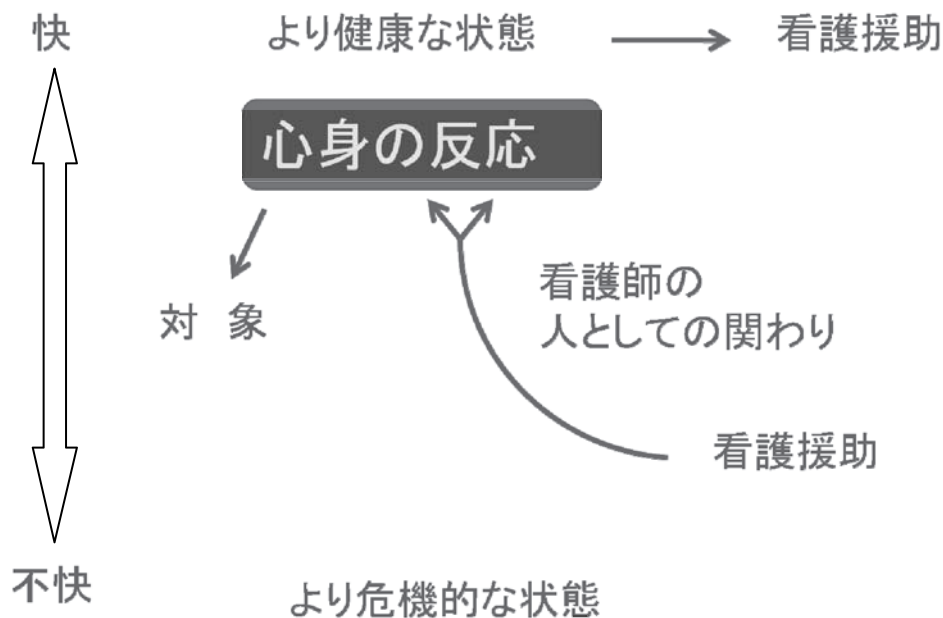 快
より健康な状態
看護援助
心身の反応
対 象
看護師の
人としての関わり
看護援助
不快
より危機的な状態